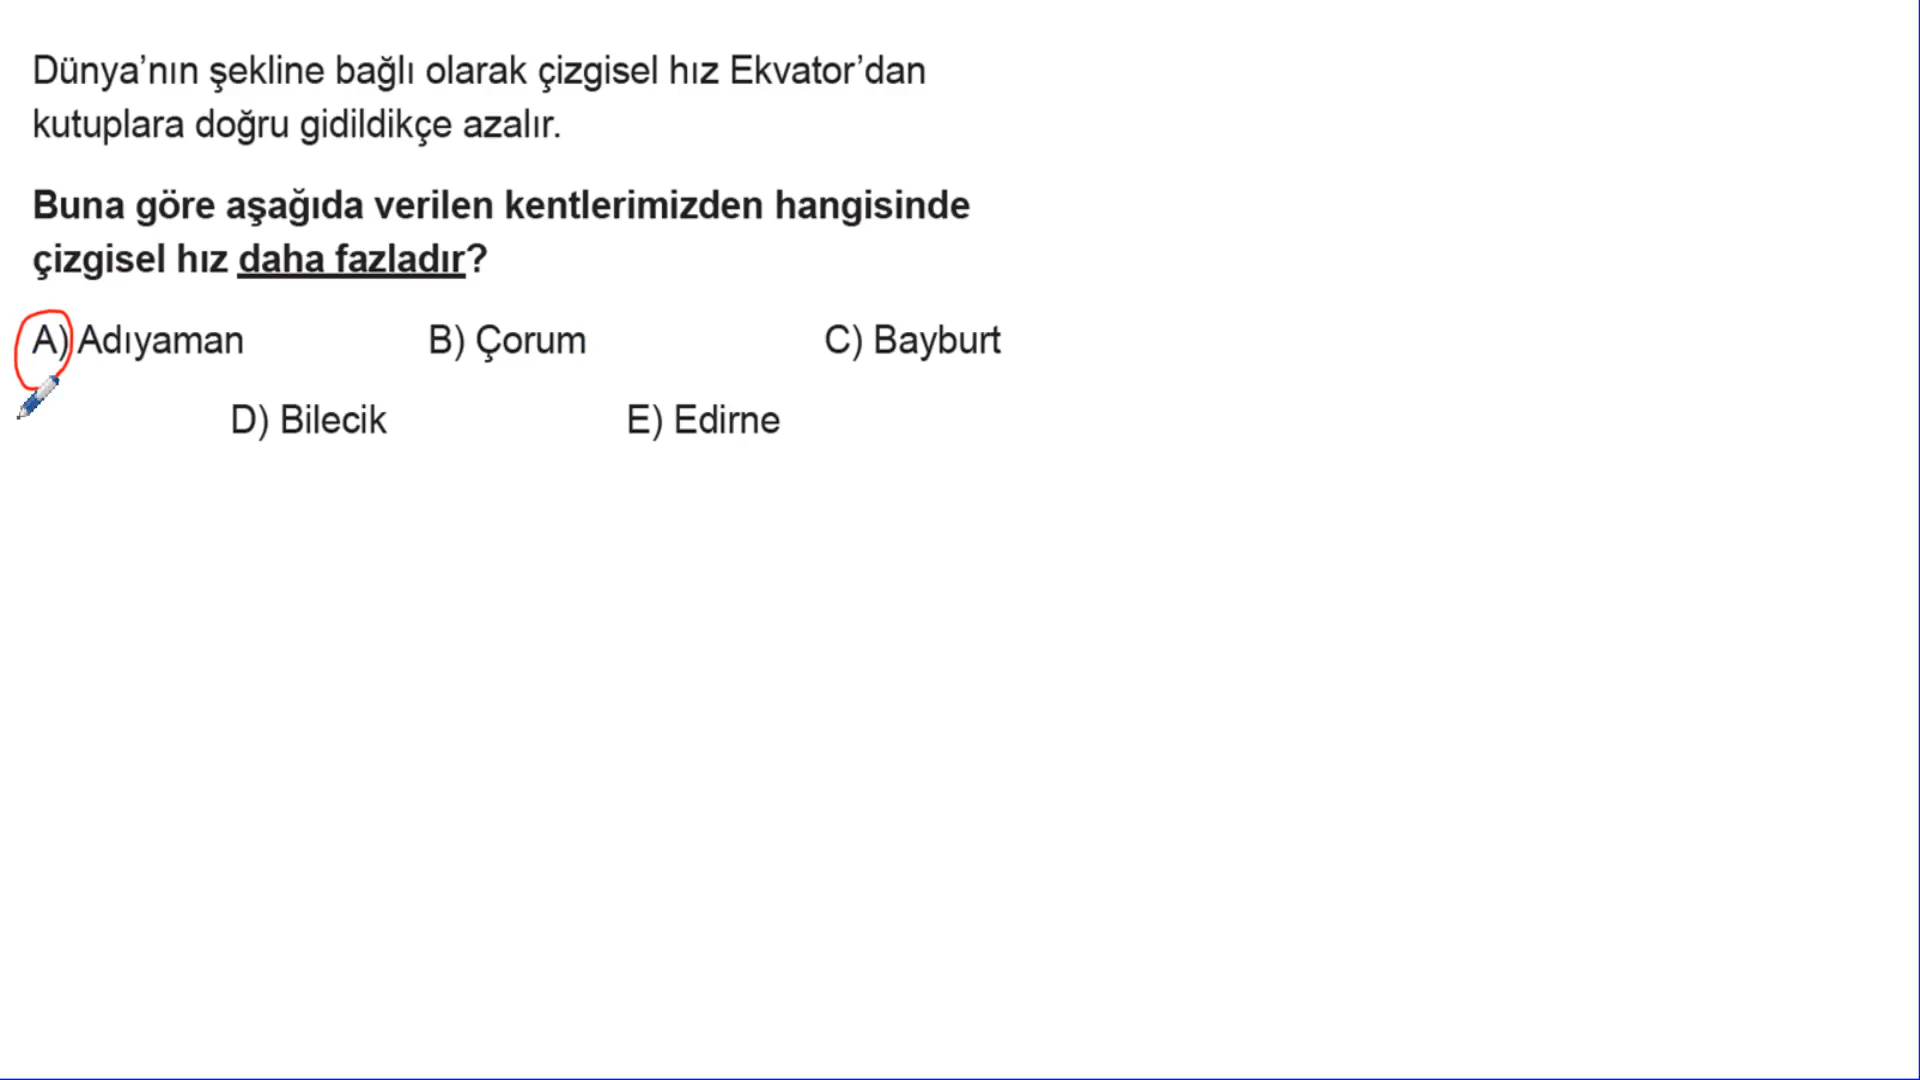 Dünya’nın şekline bağlı olarak çizgisel hız Ekvator’dan
kutuplara doğru gidildikçe azalır.
Buna göre aşağıda verilen kentlerimizden hangisinde
çizgisel hız daha fazladır?
A) Adıyaman B) Çorum C) Bayburt
D) Bilecik E) Edirne